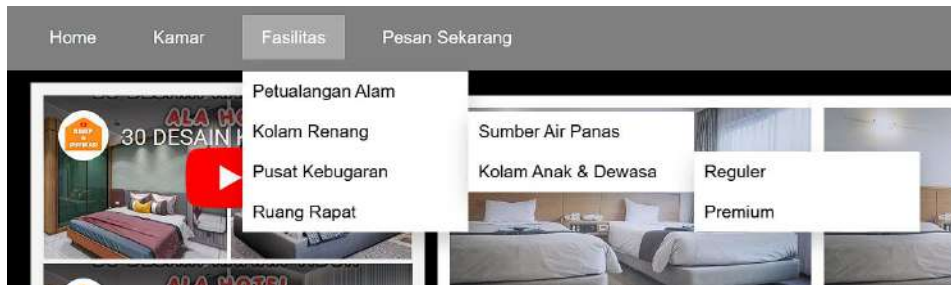 Home Kamar Fasilitas Pesan Sekarang
Petualangan Alam
Kolam Renang
Pusat Kebugaran
Ruang Rapat
Sumber Air Panas
Kolam Anak & Dewasa
Reguler
Premium
30 DESAIN
ALA
ALA HOTEL